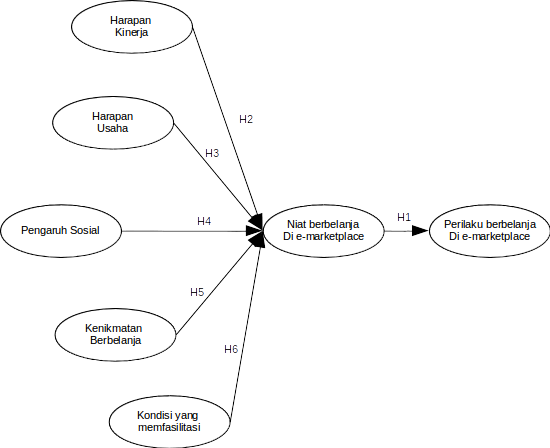 Harapan
Kinerja
H2
Harapan
Usaha
H3
Pengaruh Sosial
H4
Niat berbelanja
Di e-marketplace
H1
Perilaku berbelanja
Di e-marketplace
H5
Kenikmatan
Berbelanja
H6
Kondisi yang
memfasilitasi